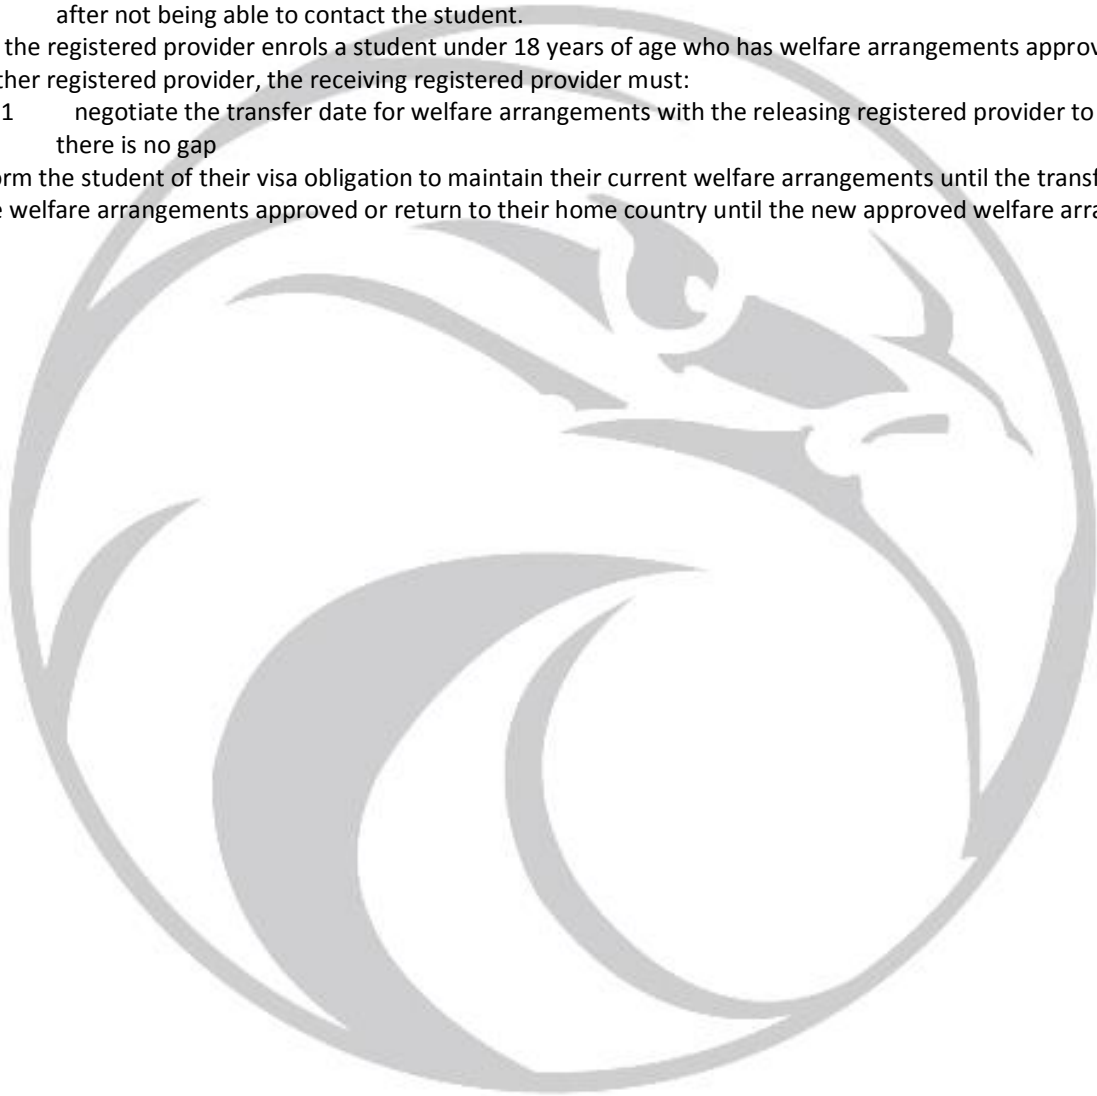 after not being able to contact the student.
the registered provider enrols a student under 18 years of age who has welfare arrangements approv
ther registered provider, the receiving registered provider must:
1 negotiate the transfer date for welfare arrangements with the releasing registered provider to
there is no gap
orm the student of their visa obligation to maintain their current welfare arrangements until the transf
e welfare arrangements approved or return to their home country until the new approved welfare arra